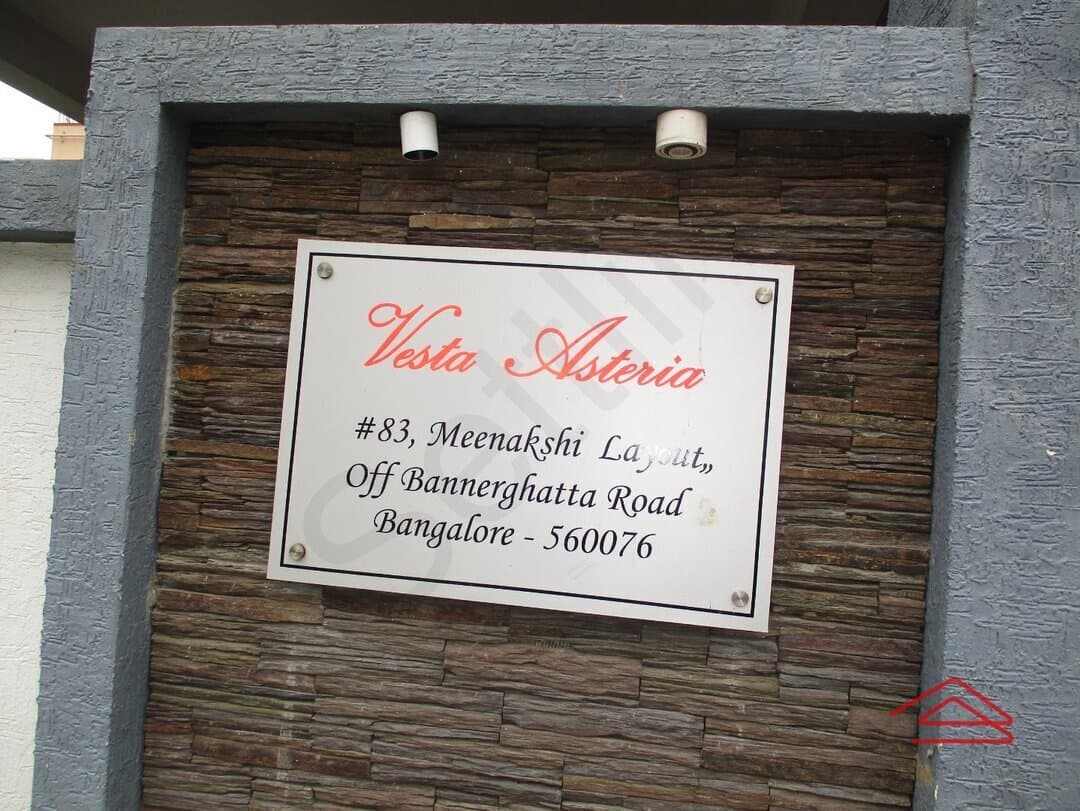 Vesta Asteria
#83, Meenakshi Layout,,
Off Bannerghatta Road
Bangalore - 560076